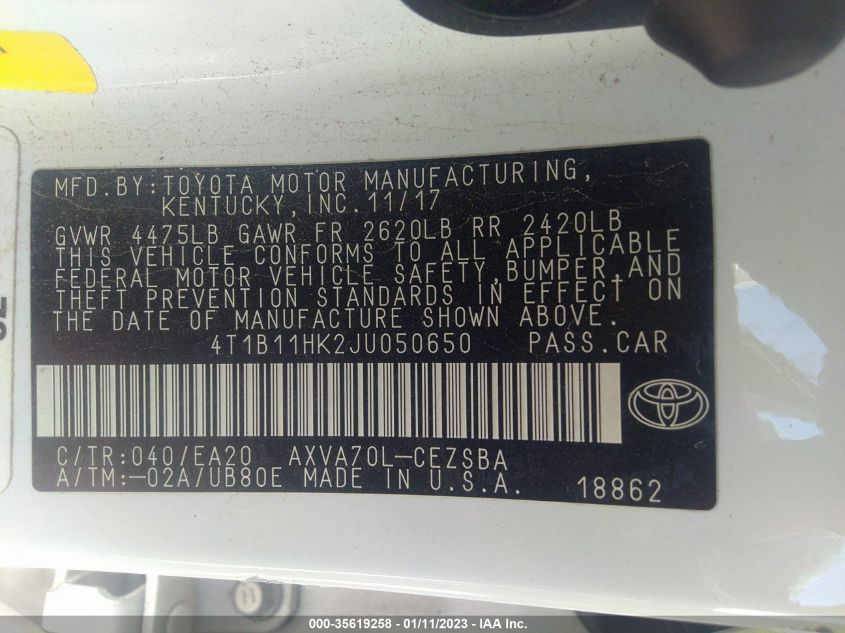 MFD.BY:TOYOTA MOTOR MANUFACTURING,
KENTUCKY,INC.11/17
GVWR 4475LB GAWR FR 2620LB RR 2420LB
THIS VEHICLE CONFORMS TO ALL APPLICABLE
FEDERAL MOTOR VEHICLE SAFETY,BUMPER,AND
THEFT PREVENTION STANDARDS IN EFFECT ON
THE DATE OF MANUFACTURE SHOWN ABOVE.
4T1B11HK2JU050650 PASS.CAR
C/TR:040/EA20 AXVA70L-CEZSBA
A/TM:-02A/UB80E MADE IN U.S.A. 18862
000-35619258 - 01/11/2023 - IAA Inc.